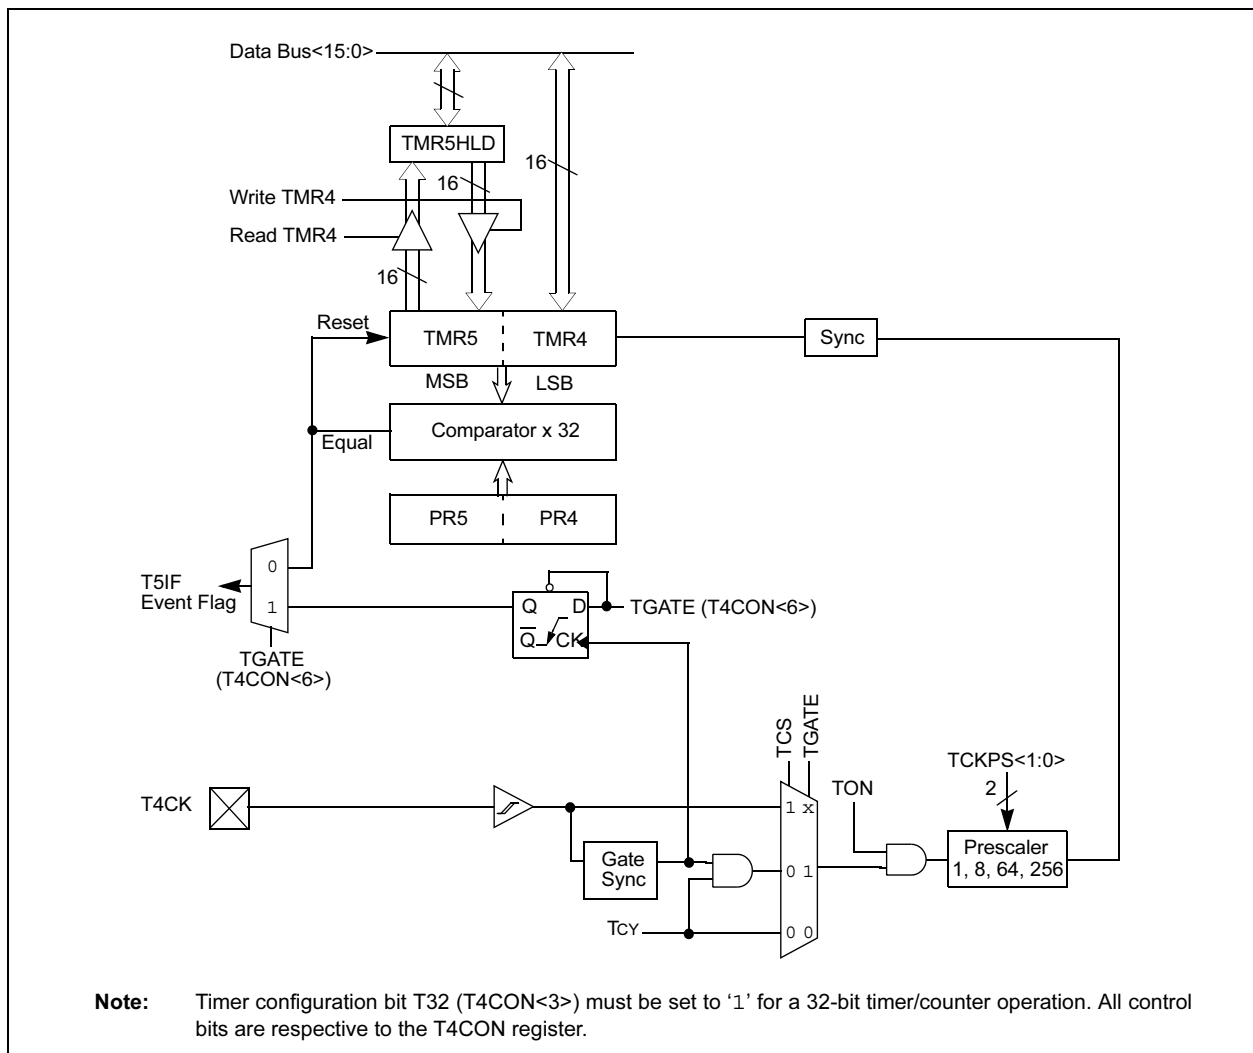 Data Bus<15:0>
TMR5HLD
16
16
Write TMR4
Read TMR4
16
Reset
TMR5
TMR4
Sync
MSB
LSB
Equal
Comparator x 32
PR5
PR4
0
T5IF
Event Flag
1
Q
D
TGATE (T4CON<6>)
Q
CK
TGATE
(T4CON<6>)
TCS
TGATE
TCKPS<1:0>
2
TON
T4CK
1 x
Gate
Sync
0 1
Prescaler
1, 8, 64, 256
TCY
0 0
Note: Timer configuration bit T32 (T4CON<3>) must be set to ‘1’ for a 32-bit timer/counter operation. All control
bits are respective to the T4CON register.